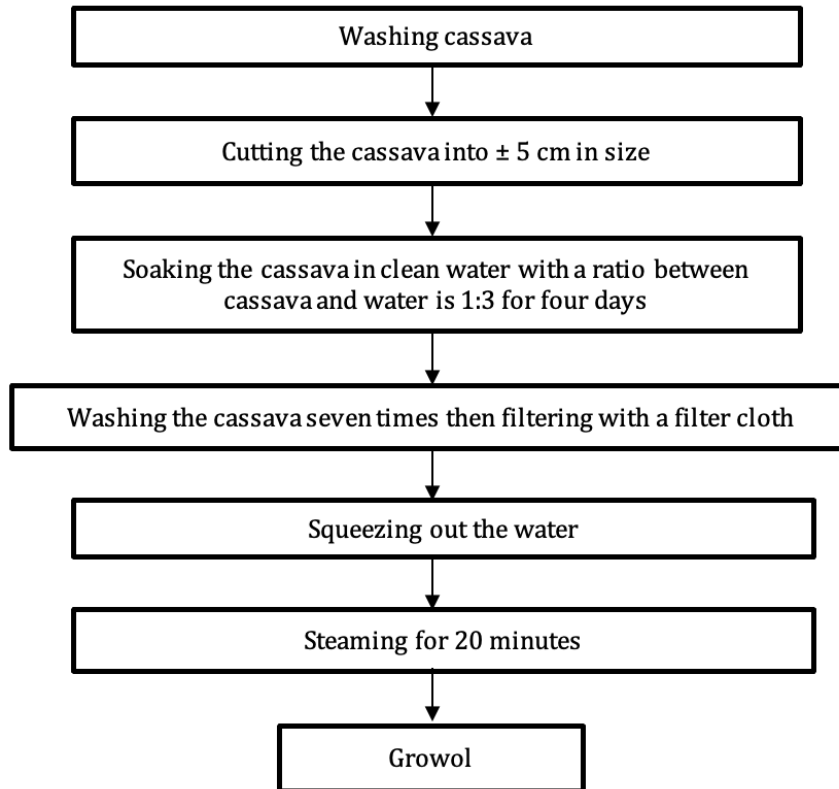 Washing cassava
Cutting the cassava into ± 5 cm in size
Soaking the cassava in clean water with a ratio between
cassava and water is 1:3 for four days
Washing the cassava seven times then filtering with a filter cloth
Squeezing out the water
Steaming for 20 minutes
Growol